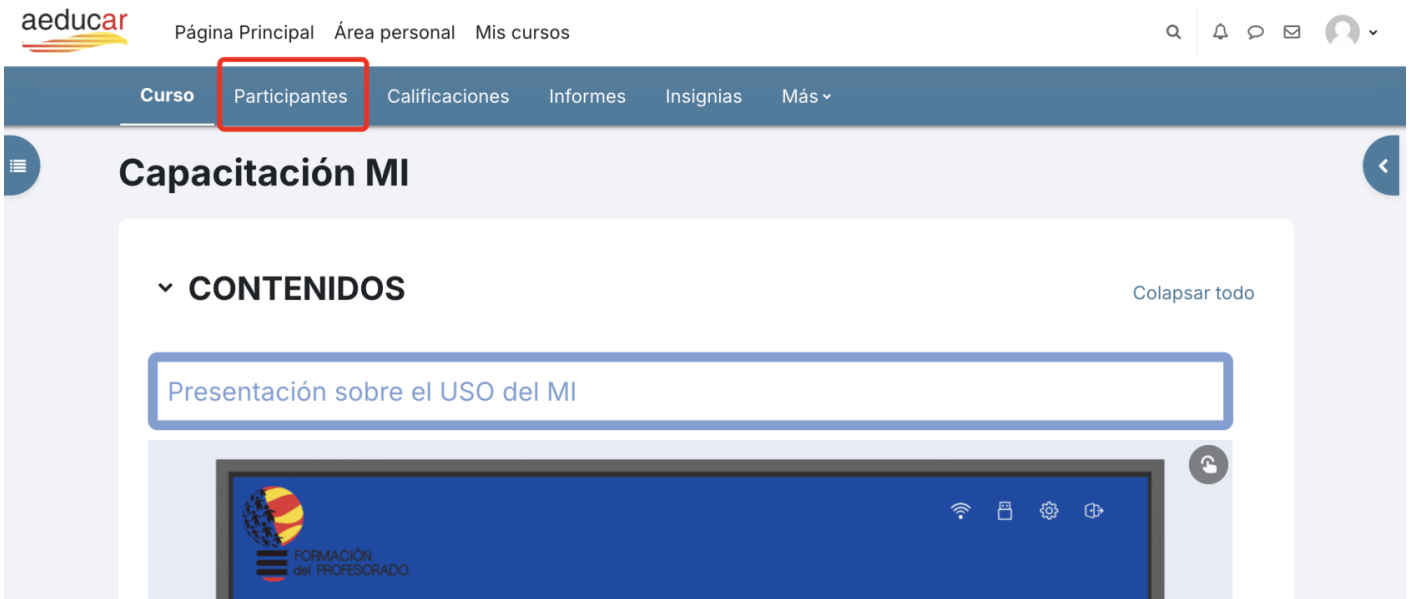 aeducar
Página Principal Área personal Mis cursos
Curso Participantes Calificaciones Informes Insignias Más
Capacitación MI
CONTENIDOS
Colapsar todo
Presentación sobre el USO del MI
FORMACIÓN
del PROFESORADO